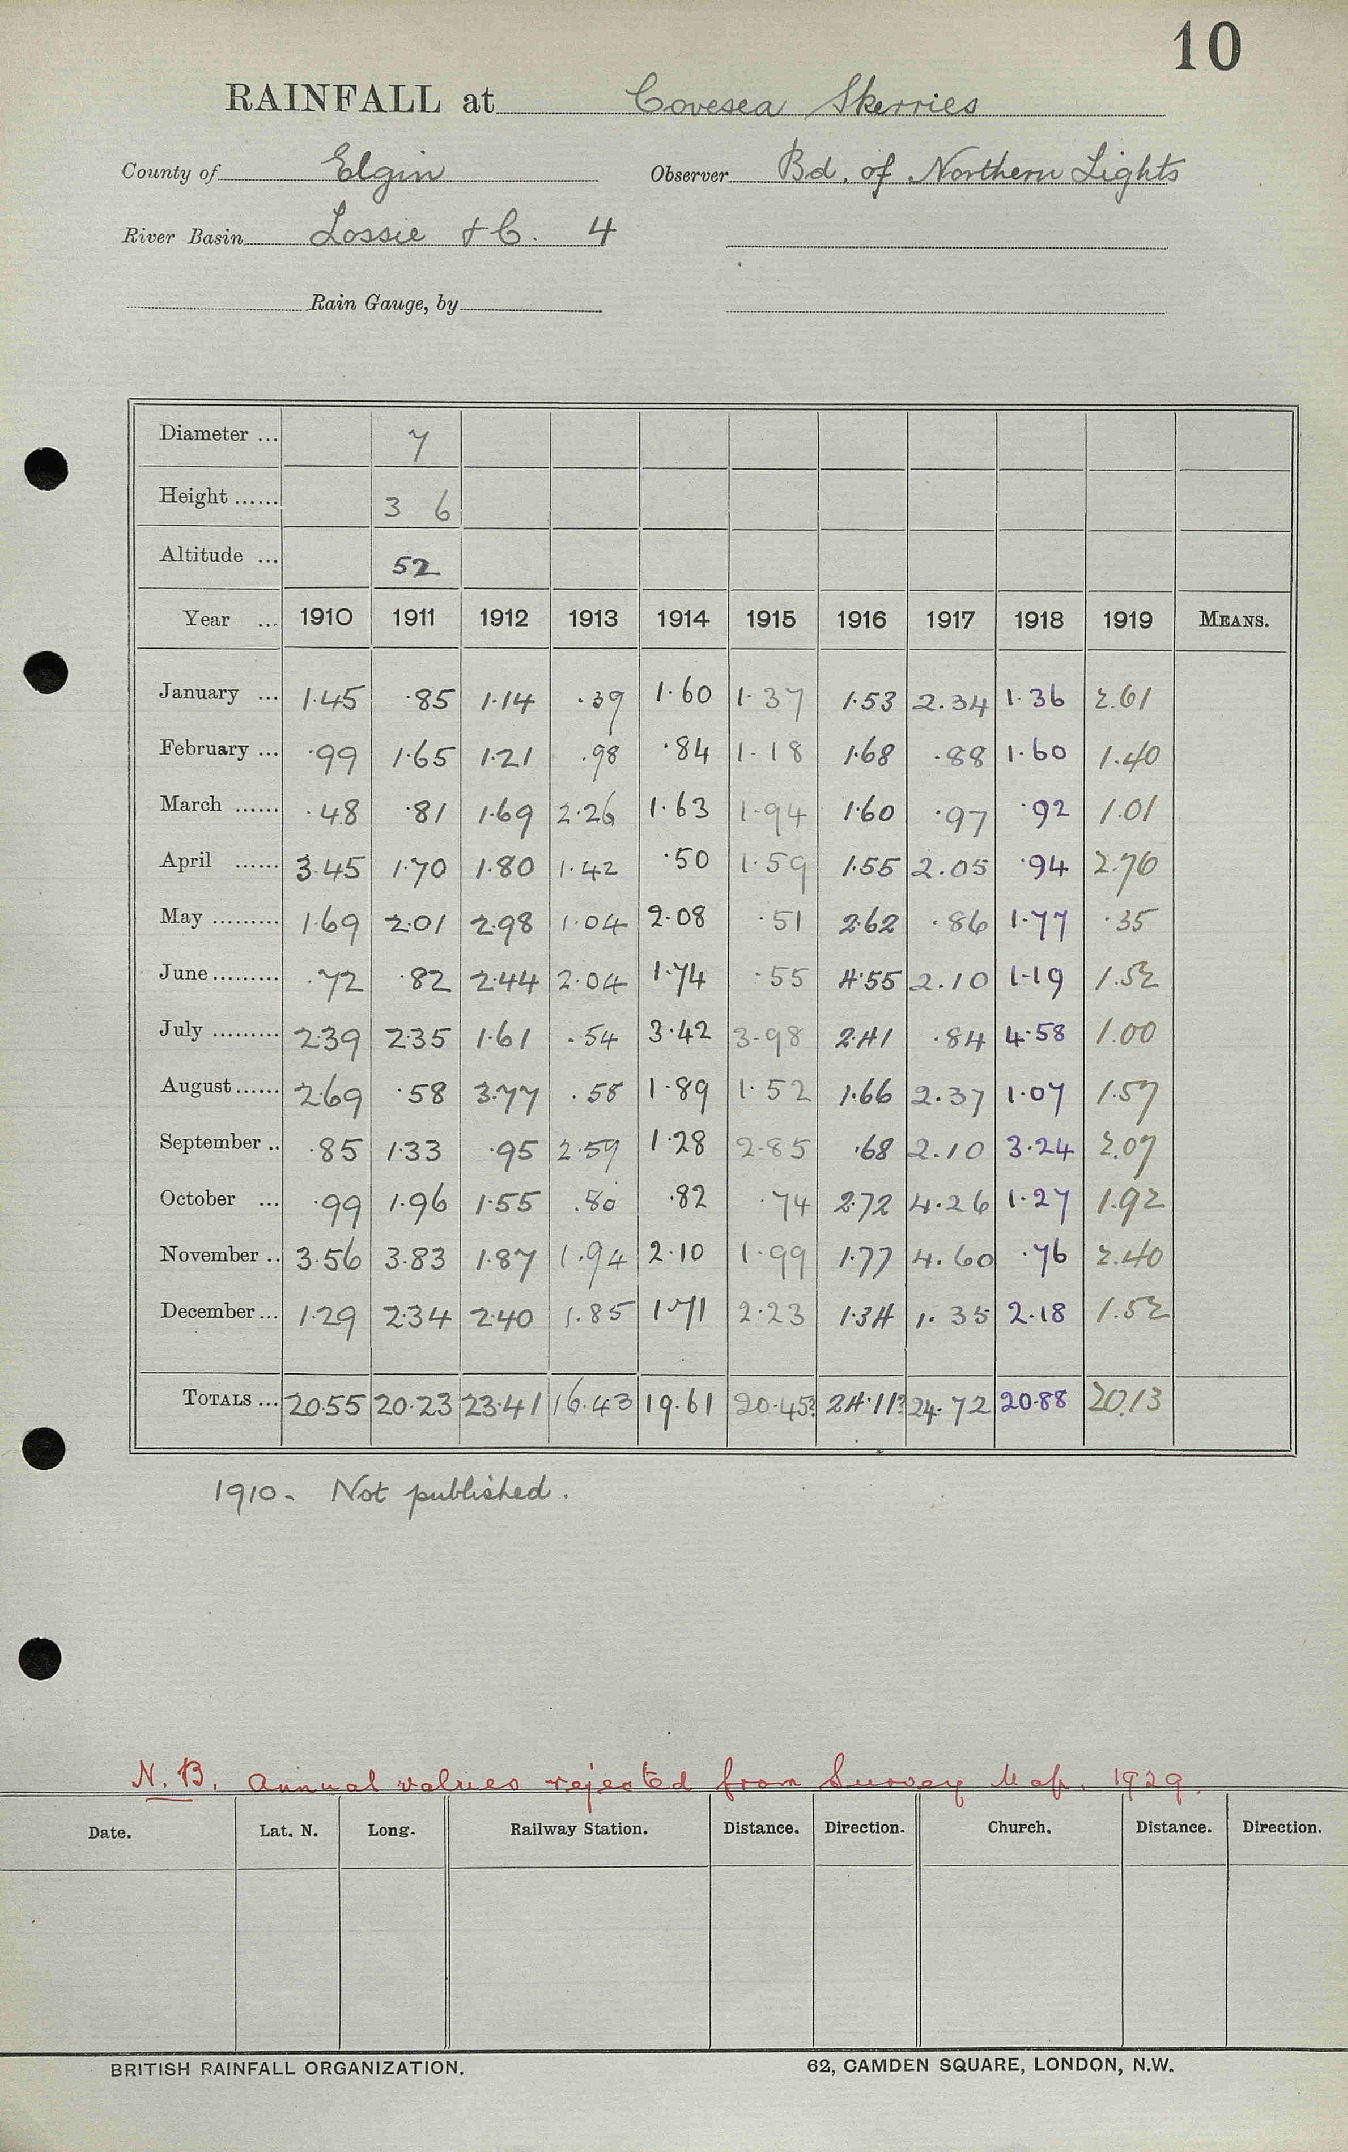 10
RAINFALL at Covesea Skerries
County of Elgin Observer Bd. of Northern Lights
River Basin Lossie & C. 4
Rain Gauge, by
Diameter ... 7
Height ...... 3 6
Altitude ... 52
Year ... 1910 1911 1912 1913 1914 1915 1916 1917 1918 1919 MEANS.
January ... 1.45 .85 1.14 .39 1.60 1.37 1.53 2.34 1.36 2.61
February ... .99 1.65 1.21 .98 .84 1.18 1.68 .88 1.60 1.40
March ...... .48 .81 1.69 2.26 1.63 1.94 1.60 .97 .92 1.01
April ...... 3.45 1.70 1.80 1.42 .50 1.59 1.55 2.05 .94 2.76
May ......... 1.69 2.01 2.98 1.04 2.08 .51 2.62 .86 1.77 .35
June ......... .72 .82 2.44 2.04 1.74 .55 4.55 2.10 1.19 1.52
July ......... 2.39 2.35 1.61 .54 3.42 3.98 2.41 .84 4.58 1.00
August ...... 2.69 .58 3.77 .58 1.89 1.52 1.66 2.37 1.07 1.57
September .. .85 1.33 .95 2.59 1.28 2.85 .68 2.10 3.24 2.07
October ... .99 1.96 1.55 .80 .82 .74 2.72 4.26 1.27 1.92
November .. 3.56 3.83 1.87 1.94 2.10 1.99 1.77 4.60 .76 2.40
December ... 1.29 2.34 2.40 1.85 1.71 2.23 1.34 1.35 2.18 1.52
TOTALS ... 20.55 20.23 23.41 16.43 19.61 20.45? 24.11? 24.72 20.88 20.13
1910 - Not published.
N.B. Annual values rejected from Survey Map. 1929.
Date. Lat. N. Long. Railway Station. Distance. Direction. Church. Distance. Direction.
BRITISH RAINFALL ORGANIZATION. 62, CAMDEN SQUARE, LONDON, N.W.